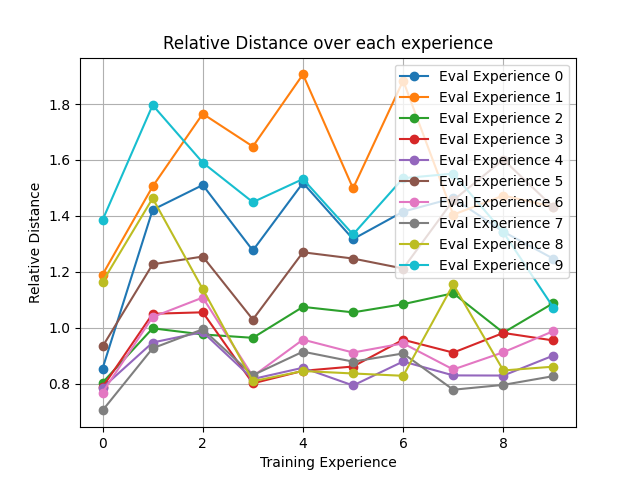 Relative Distance over each experience
Eval Experience 0
Eval Experience 1
Eval Experience 2
Eval Experience 3
Eval Experience 4
Eval Experience 5
Eval Experience 6
Eval Experience 7
Eval Experience 8
Eval Experience 9
Relative Distance
1.8
1.6
1.4
1.2
1.0
0.8
0 2 4 6 8
Training Experience